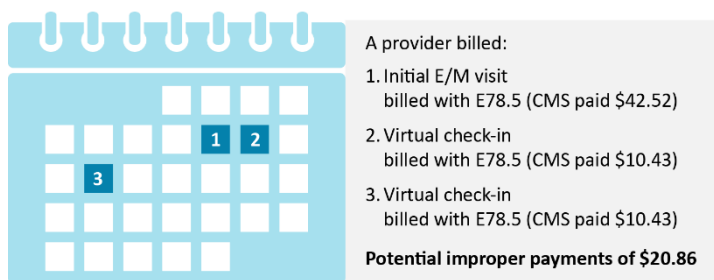 1 2
3
A provider billed:
1. Initial E/M visit
billed with E78.5 (CMS paid $42.52)
2. Virtual check-in
billed with E78.5 (CMS paid $10.43)
3. Virtual check-in
billed with E78.5 (CMS paid $10.43)
Potential improper payments of $20.86